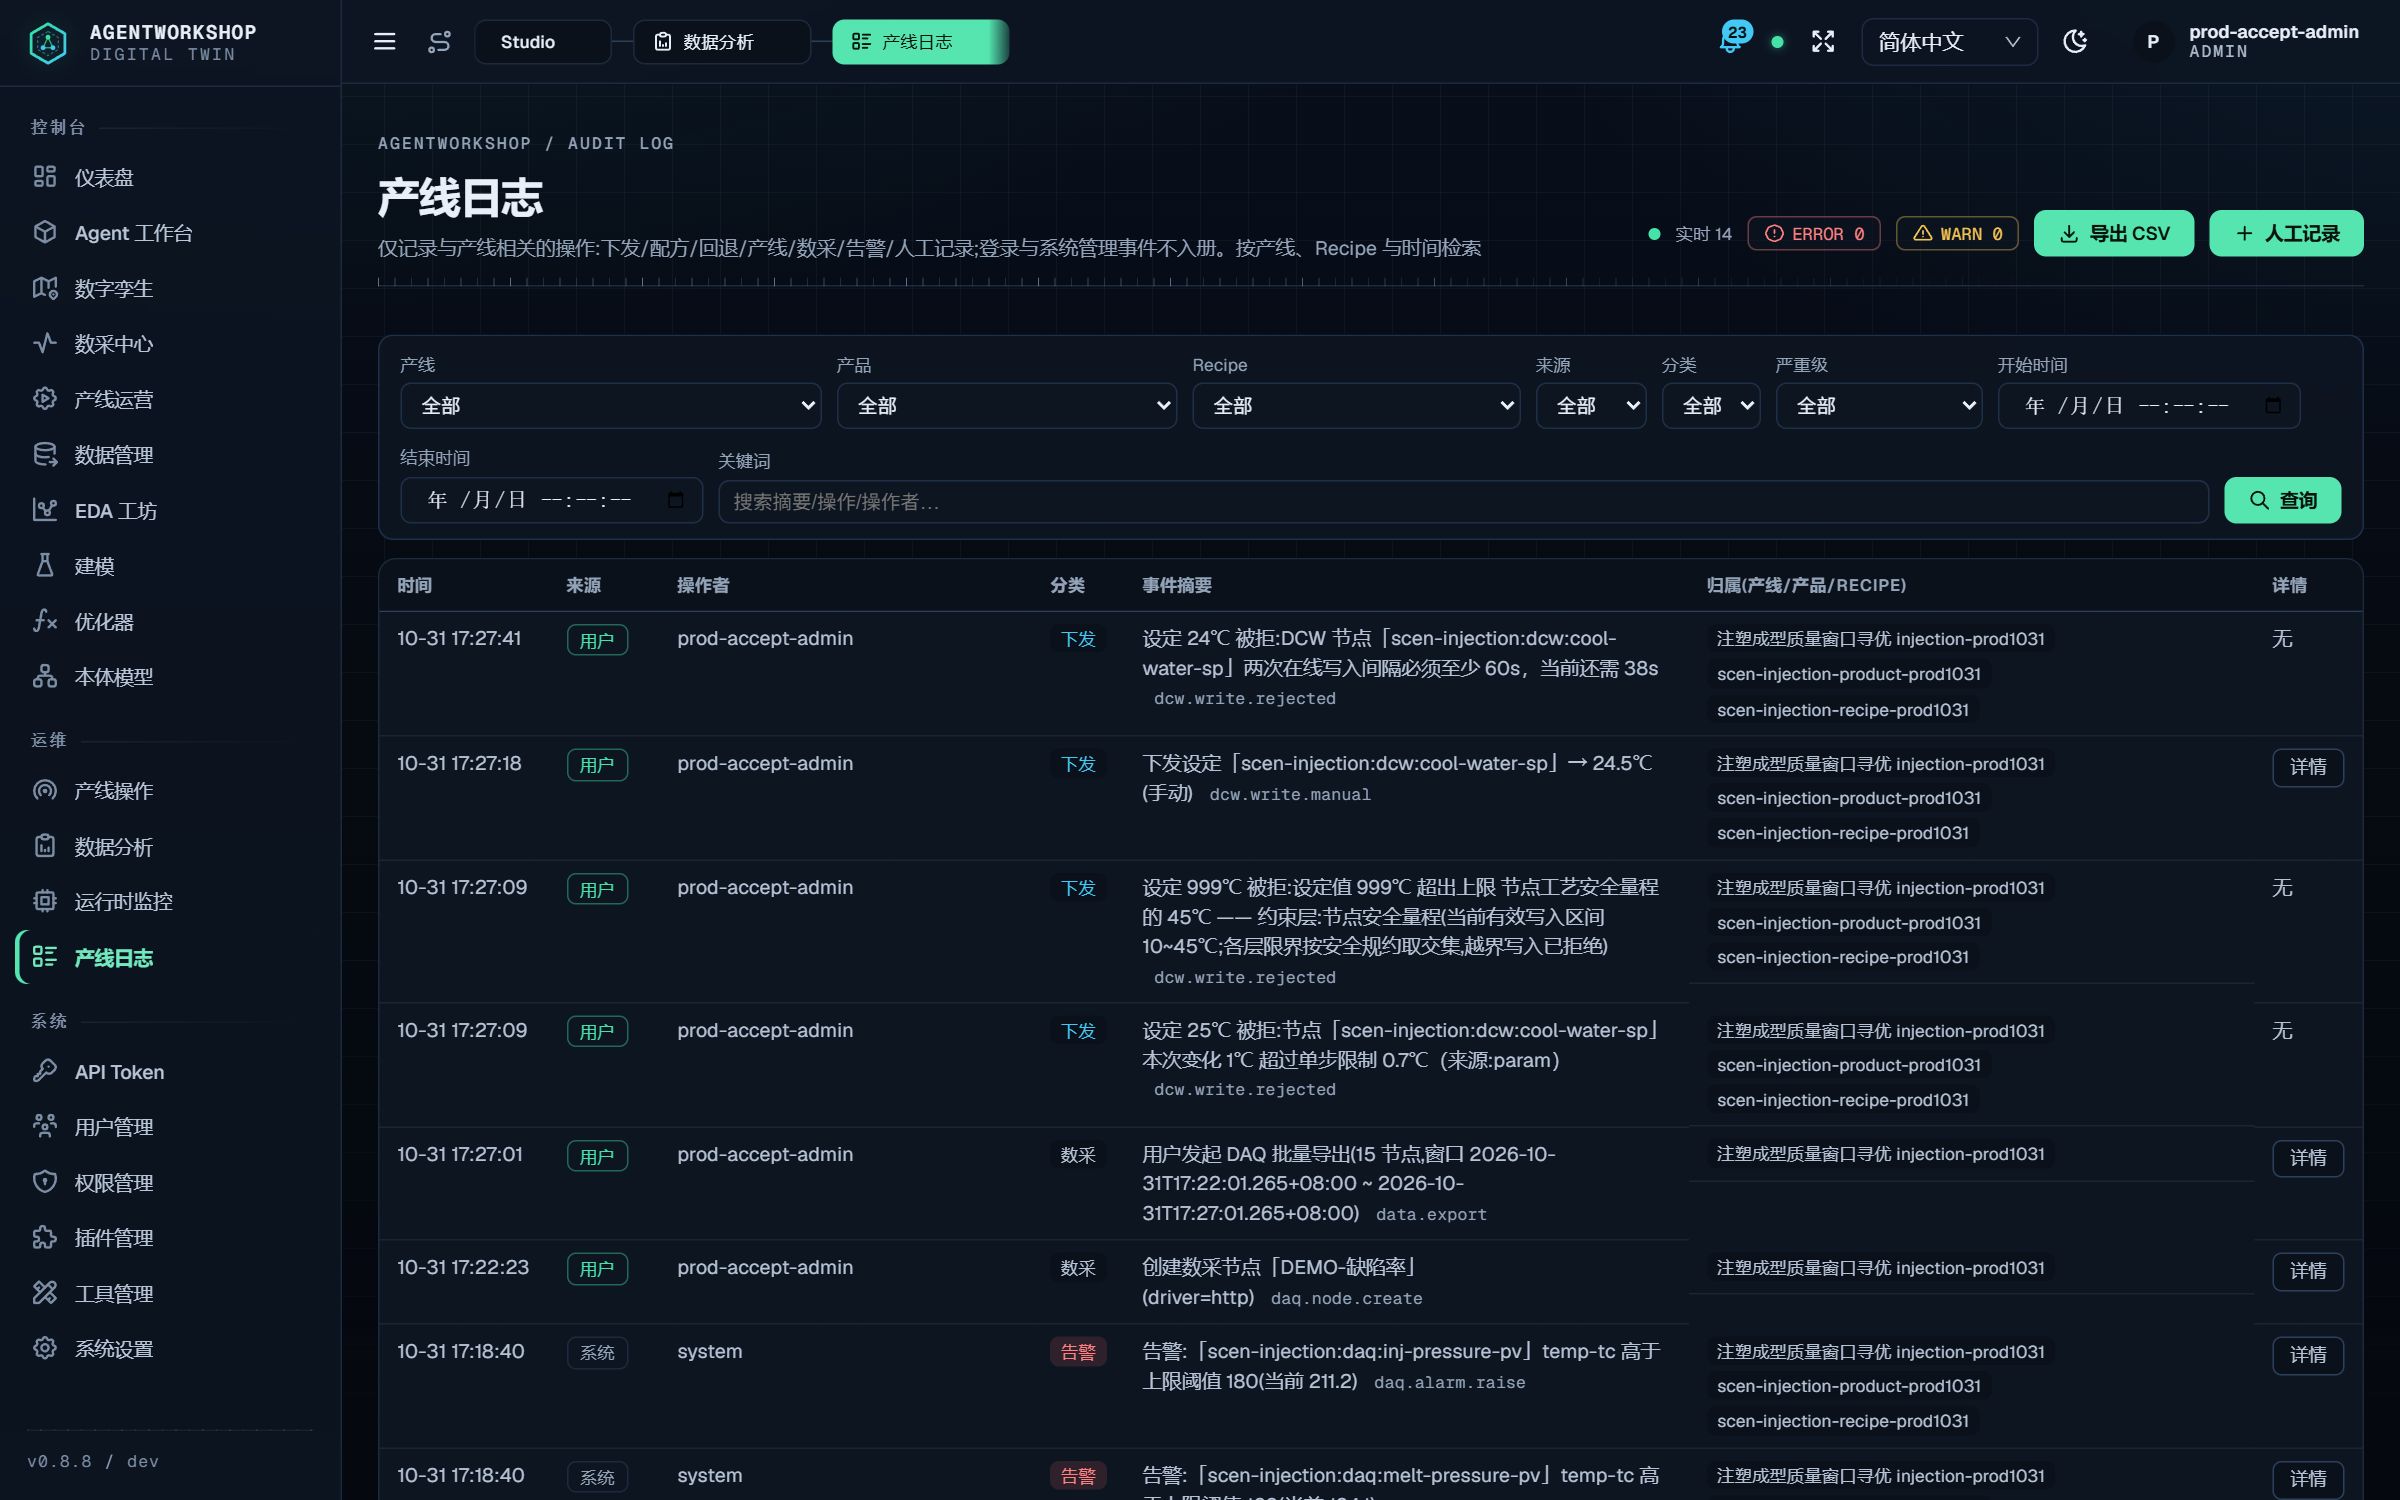 AGENTWORKSHOP
DIGITAL TWIN
控制台
仪表盘
Agent 工作台
数字孪生
数采中心
产线运营
数据管理
EDA 工坊
建模
优化器
本体模型
运维
产线操作
数据分析
运行时监控
产线日志
系统
API Token
用户管理
权限管理
插件管理
工具管理
系统设置
v0.8.8 / dev
Studio
数据分析
产线日志
23
简体中文
P
prod-accept-admin
ADMIN
AGENTWORKSHOP / AUDIT LOG
产线日志
仅记录与产线相关的操作:下发/配方/回退/产线/数采/告警/人工记录;登录与系统管理事件不入册。按产线、Recipe 与时间检索
实时 14
ERROR 0
WARN 0
导出 CSV
人工记录
产线
产品
Recipe
来源
分类
严重级
开始时间
全部
全部
全部
全部
全部
全部
年 /月/日 --:--:--
结束时间
关键词
年 /月/日 --:--:--
搜索摘要/操作/操作者…
查询
时间
来源
操作者
分类
事件摘要
归属(产线/产品/RECIPE)
详情
10-31 17:27:41
用户
prod-accept-admin
下发
设定 24℃ 被拒:DCW 节点「scen-injection:dcw:cool-
water-sp」两次在线写入间隔必须至少 60s，当前还需 38s
dcw.write.rejected
注塑成型质量窗口寻优 injection-prod1031
scen-injection-product-prod1031
scen-injection-recipe-prod1031
无
10-31 17:27:18
用户
prod-accept-admin
下发
下发设定「scen-injection:dcw:cool-water-sp」→ 24.5℃
(手动) dcw.write.manual
注塑成型质量窗口寻优 injection-prod1031
scen-injection-product-prod1031
scen-injection-recipe-prod1031
详情
10-31 17:27:09
用户
prod-accept-admin
下发
设定 999℃ 被拒:设定值 999℃ 超出上限 节点工艺安全量程
的 45℃ —— 约束层:节点安全量程(当前有效写入区间
10~45℃;各层限界按安全规约取交集,越界写入已拒绝)
dcw.write.rejected
注塑成型质量窗口寻优 injection-prod1031
scen-injection-product-prod1031
scen-injection-recipe-prod1031
无
10-31 17:27:09
用户
prod-accept-admin
下发
设定 25℃ 被拒:节点「scen-injection:dcw:cool-water-sp」
本次变化 1℃ 超过单步限制 0.7℃（来源:param）
dcw.write.rejected
注塑成型质量窗口寻优 injection-prod1031
scen-injection-product-prod1031
scen-injection-recipe-prod1031
无
10-31 17:27:01
用户
prod-accept-admin
数采
用户发起 DAQ 批量导出(15 节点,窗口 2026-10-
31T17:22:01.265+08:00 ~ 2026-10-
31T17:27:01.265+08:00) data.export
注塑成型质量窗口寻优 injection-prod1031
详情
10-31 17:22:23
用户
prod-accept-admin
数采
创建数采节点「DEMO-缺陷率」
(driver=http) daq.node.create
注塑成型质量窗口寻优 injection-prod1031
详情
10-31 17:18:40
系统
system
告警
告警:「scen-injection:daq:inj-pressure-pv」temp-tc 高于
上限阈值 180(当前 211.2) daq.alarm.raise
注塑成型质量窗口寻优 injection-prod1031
scen-injection-product-prod1031
scen-injection-recipe-prod1031
详情
10-31 17:18:40
系统
system
告警
告警:「scen-injection:daq:melt-pressure-pv」temp-tc 高
注塑成型质量窗口寻优 injection-prod1031
详情